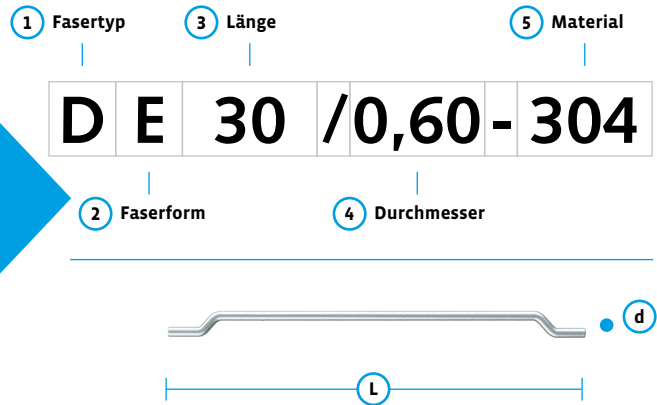 1 Fasertyp 3 Länge 5 Material
D E 30 /0,60-304
2 Faserform 4 Durchmesser
d
L